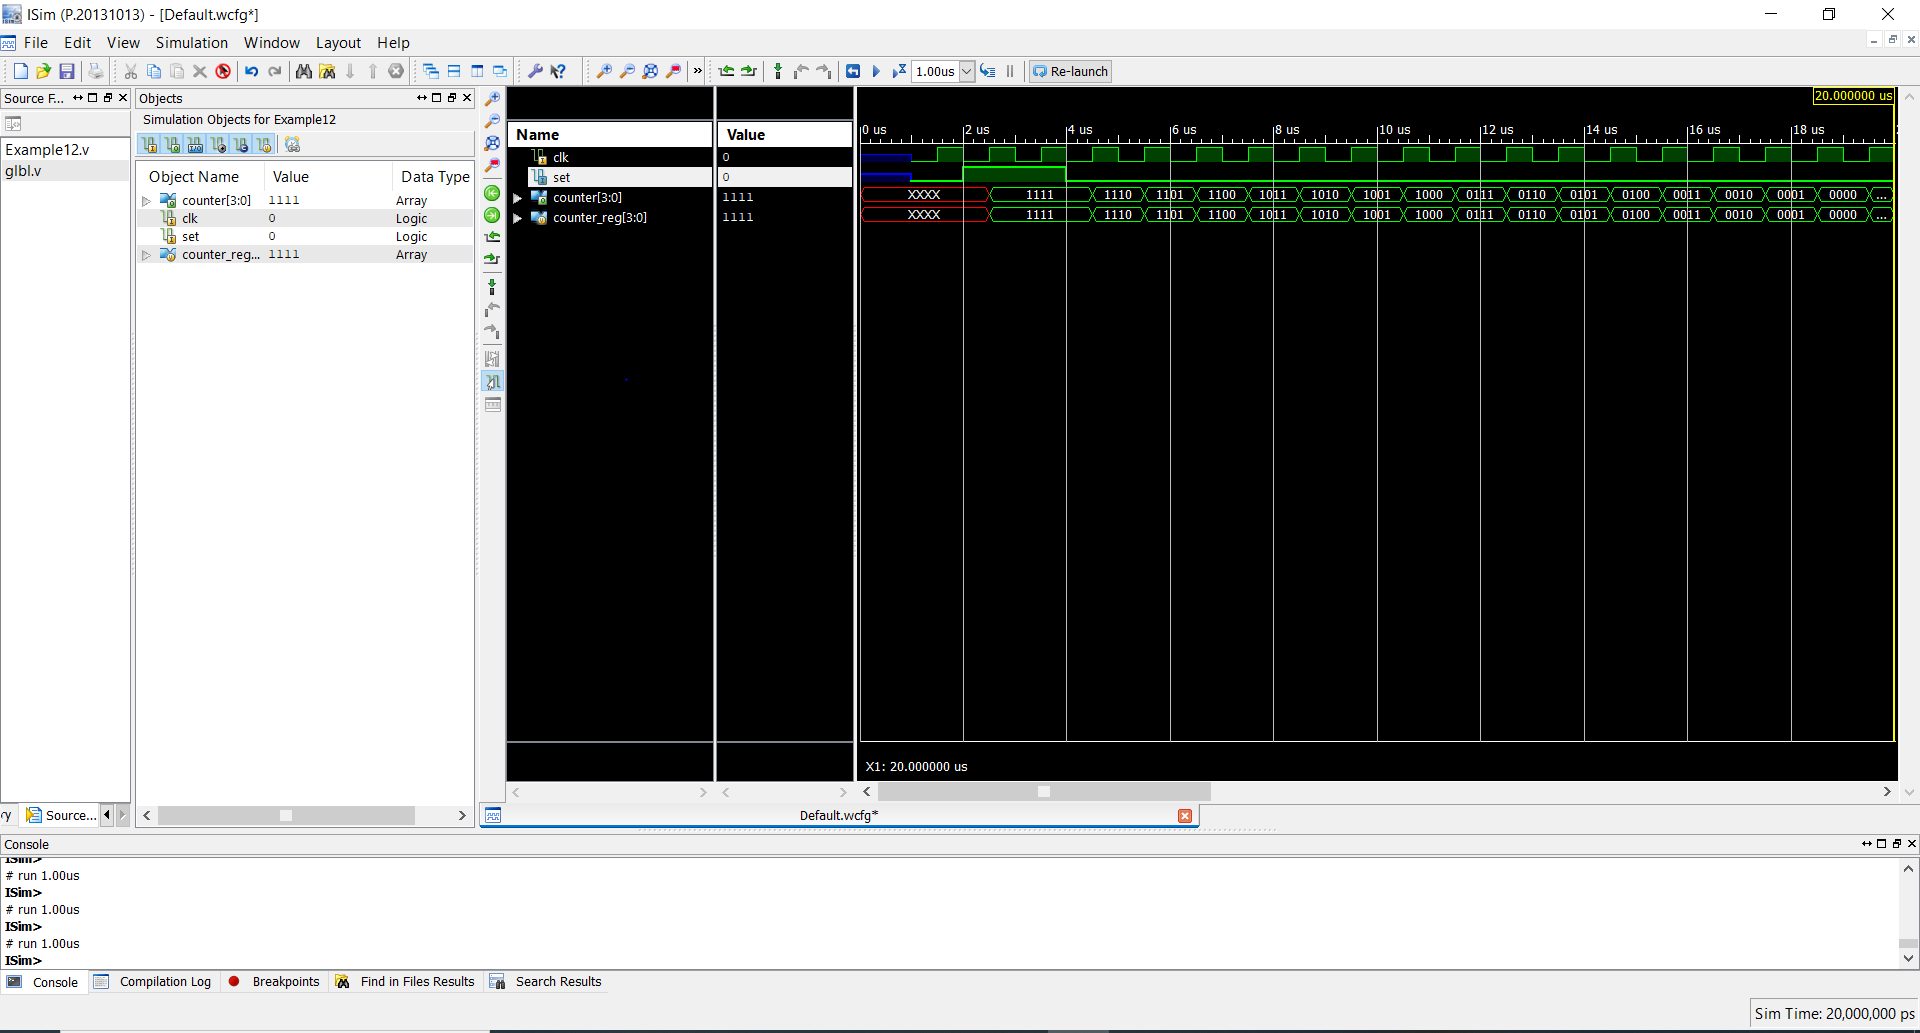 ISim (P.20131013) - [Default.wcfg*]
File Edit View Simulation Window Layout Help
» 1.00us Re-launch
Source F...
Example12.v
glbl.v
Source...
Objects
Simulation Objects for Example12
Object Name Value Data Type
counter[3:0] 1111 Array
clk 0 Logic
set 0 Logic
counter_reg... 1111 Array
Name Value
clk 0
set 0
counter[3:0] 1111
counter_reg[3:0] 1111
20.000000 us
0 us 2 us 4 us 6 us 8 us 10 us 12 us 14 us 16 us 18 us
XXXX 1111 1110 1101 1100 1011 1010 1001 1000 0111 0110 0101 0100 0011 0010 0001 0000 ...
XXXX 1111 1110 1101 1100 1011 1010 1001 1000 0111 0110 0101 0100 0011 0010 0001 0000 ...
X1: 20.000000 us
Default.wcfg*
Console
ISim>
# run 1.00us
ISim>
# run 1.00us
ISim>
# run 1.00us
ISim>
Console Compilation Log Breakpoints Find in Files Results Search Results
Sim Time: 20,000,000 ps